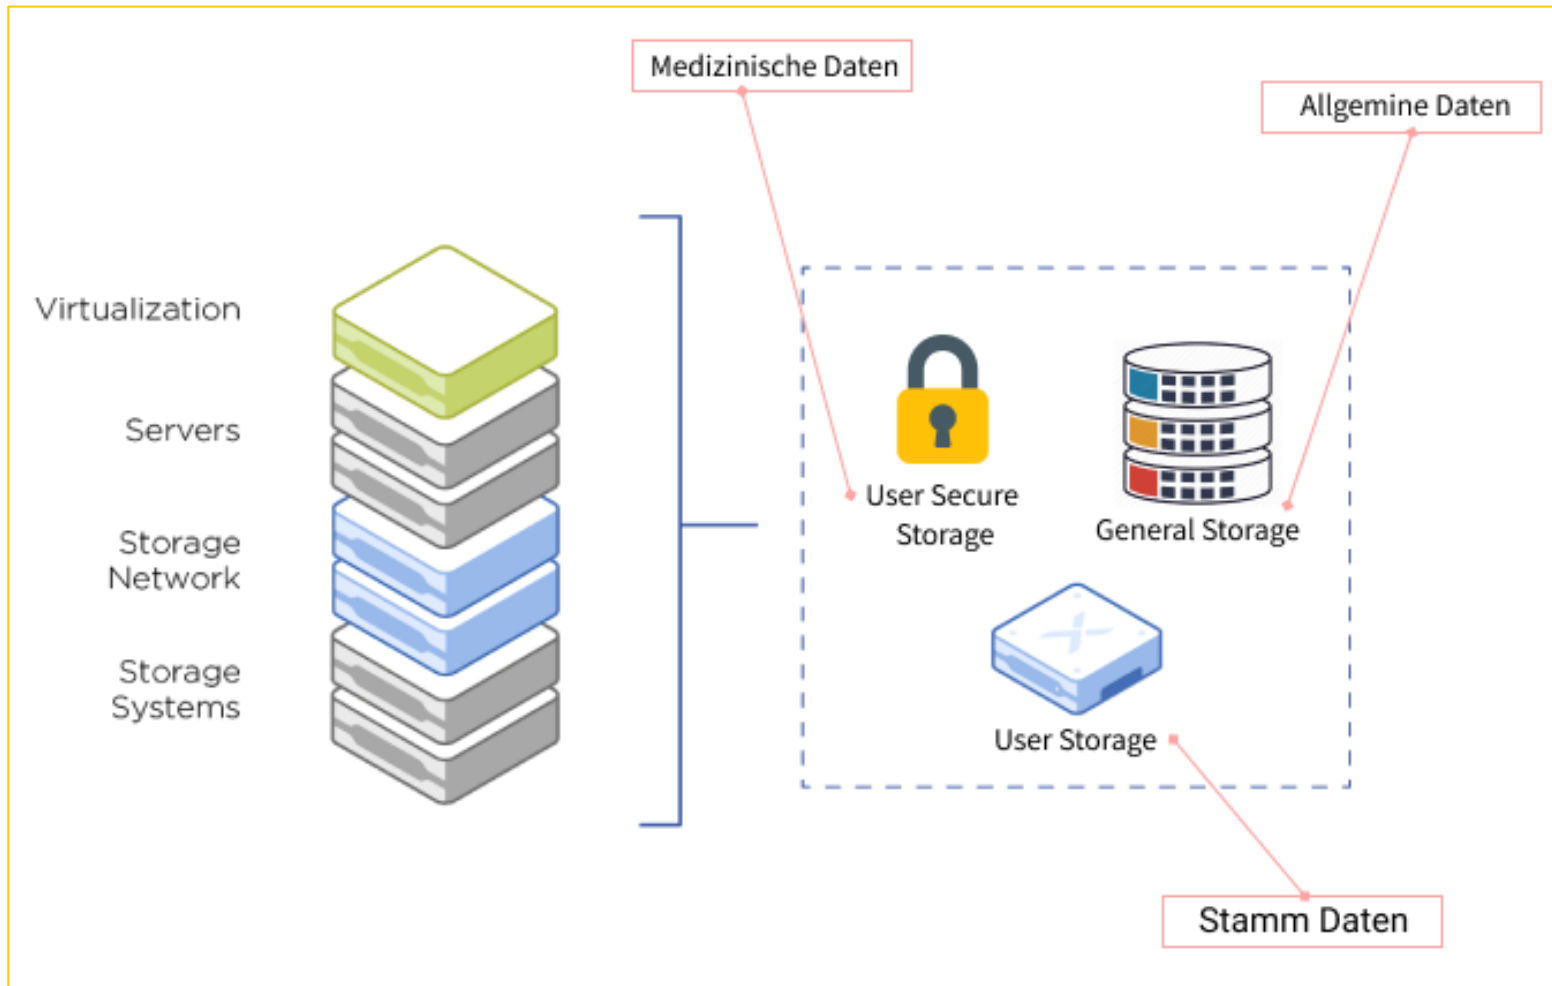 Medizinische Daten
Allgemine Daten
Virtualization
Servers
Storage
Network
Storage
Systems
User Secure
Storage
General Storage
User Storage
Stamm Daten